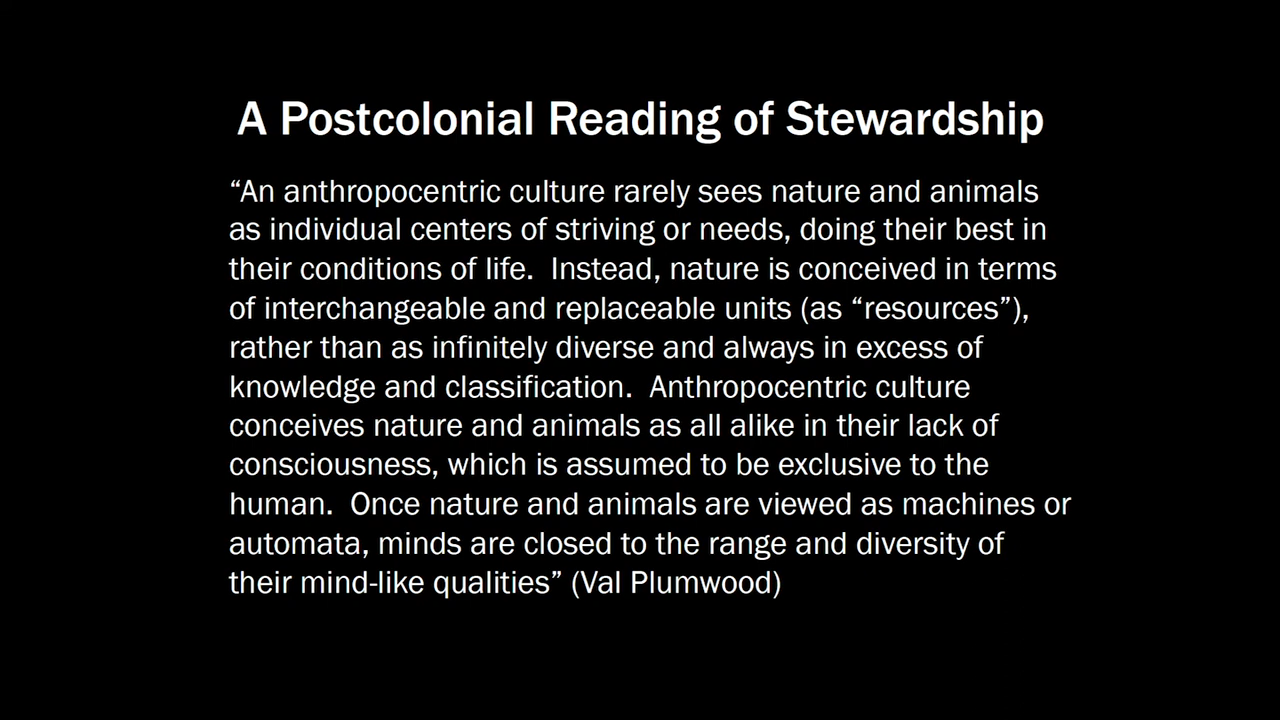 A Postcolonial Reading of Stewardship
“An anthropocentric culture rarely sees nature and animals
as individual centers of striving or needs, doing their best in
their conditions of life.  Instead, nature is conceived in terms
of interchangeable and replaceable units (as “resources”),
rather than as infinitely diverse and always in excess of
knowledge and classification.  Anthropocentric culture
conceives nature and animals as all alike in their lack of
consciousness, which is assumed to be exclusive to the
human.  Once nature and animals are viewed as machines or
automata, minds are closed to the range and diversity of
their mind-like qualities” (Val Plumwood)